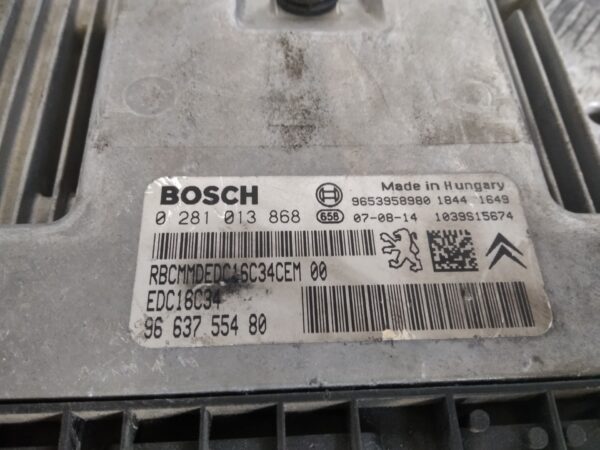 BOSCH
Made in Hungary
9653958980 1844 1649
0 281 013 868 658 07-08-14 1039S15674
RBCMMDEDC16C34CEM 00
EDC16C34
96 637 554 80